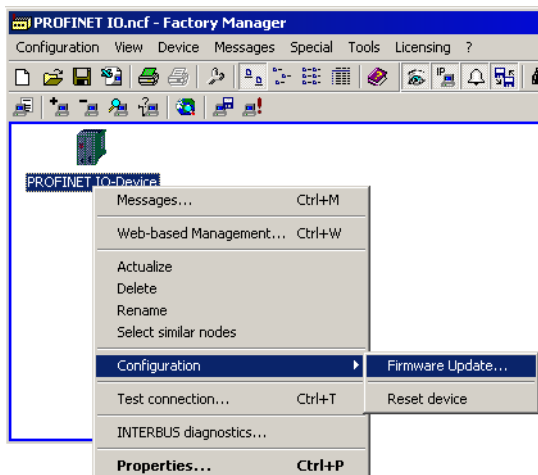 PROFINET IO.ncf - Factory Manager
Configuration View Device Messages Special Tools Licensing ?
PROFINET IO-Device
Messages... Ctrl+M
Web-based Management... Ctrl+W
Actualize
Delete
Rename
Select similar nodes
Configuration
Firmware Update...
Test connection... Ctrl+T
Reset device
INTERBUS diagnostics...
Properties... Ctrl+P